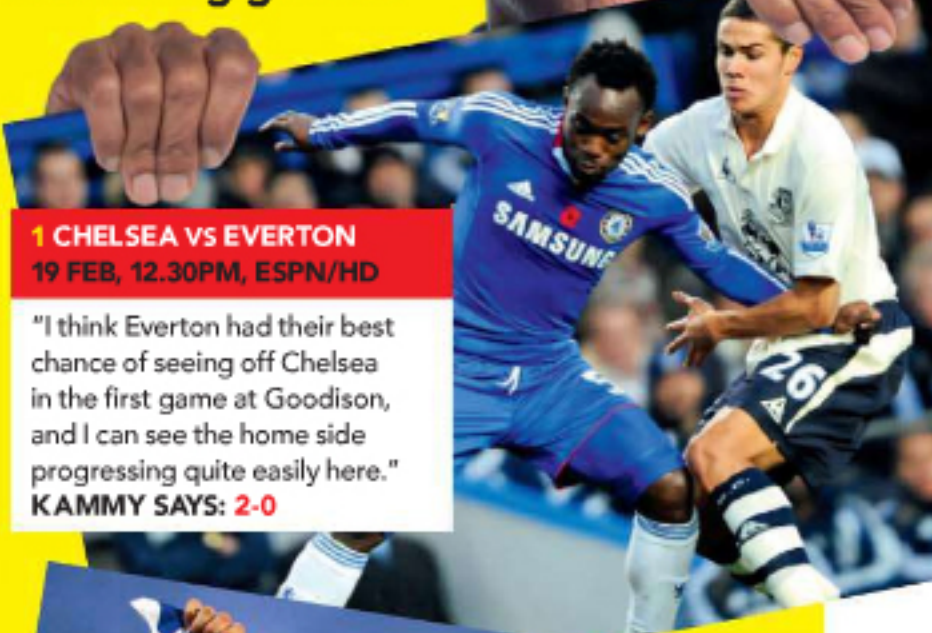 1 CHELSEA VS EVERTON
19 FEB, 12.30PM, ESPN/HD
"I think Everton had their best
chance of seeing off Chelsea
in the first game at Goodison,
and I can see the home side
progressing quite easily here."
KAMMY SAYS: 2-0
SAMSUNG
26